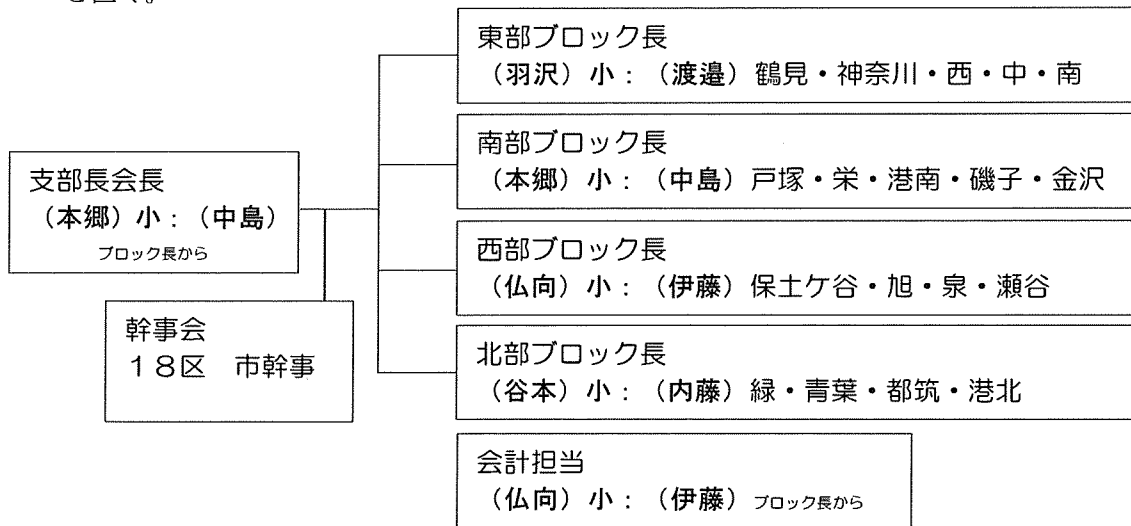 支部長会長
（本郷）小：（中島）
ブロック長から
幹事会
１８区　市幹事
東部ブロック長
（羽沢）小：（渡邉）鶴見・神奈川・西・中・南
南部ブロック長
（本郷）小：（中島）戸塚・栄・港南・磯子・金沢
西部ブロック長
（仏向）小：（伊藤）保土ケ谷・旭・泉・瀬谷
北部ブロック長
（谷本）小：（内藤）緑・青葉・都筑・港北
会計担当
（仏向）小：（伊藤）ブロック長から